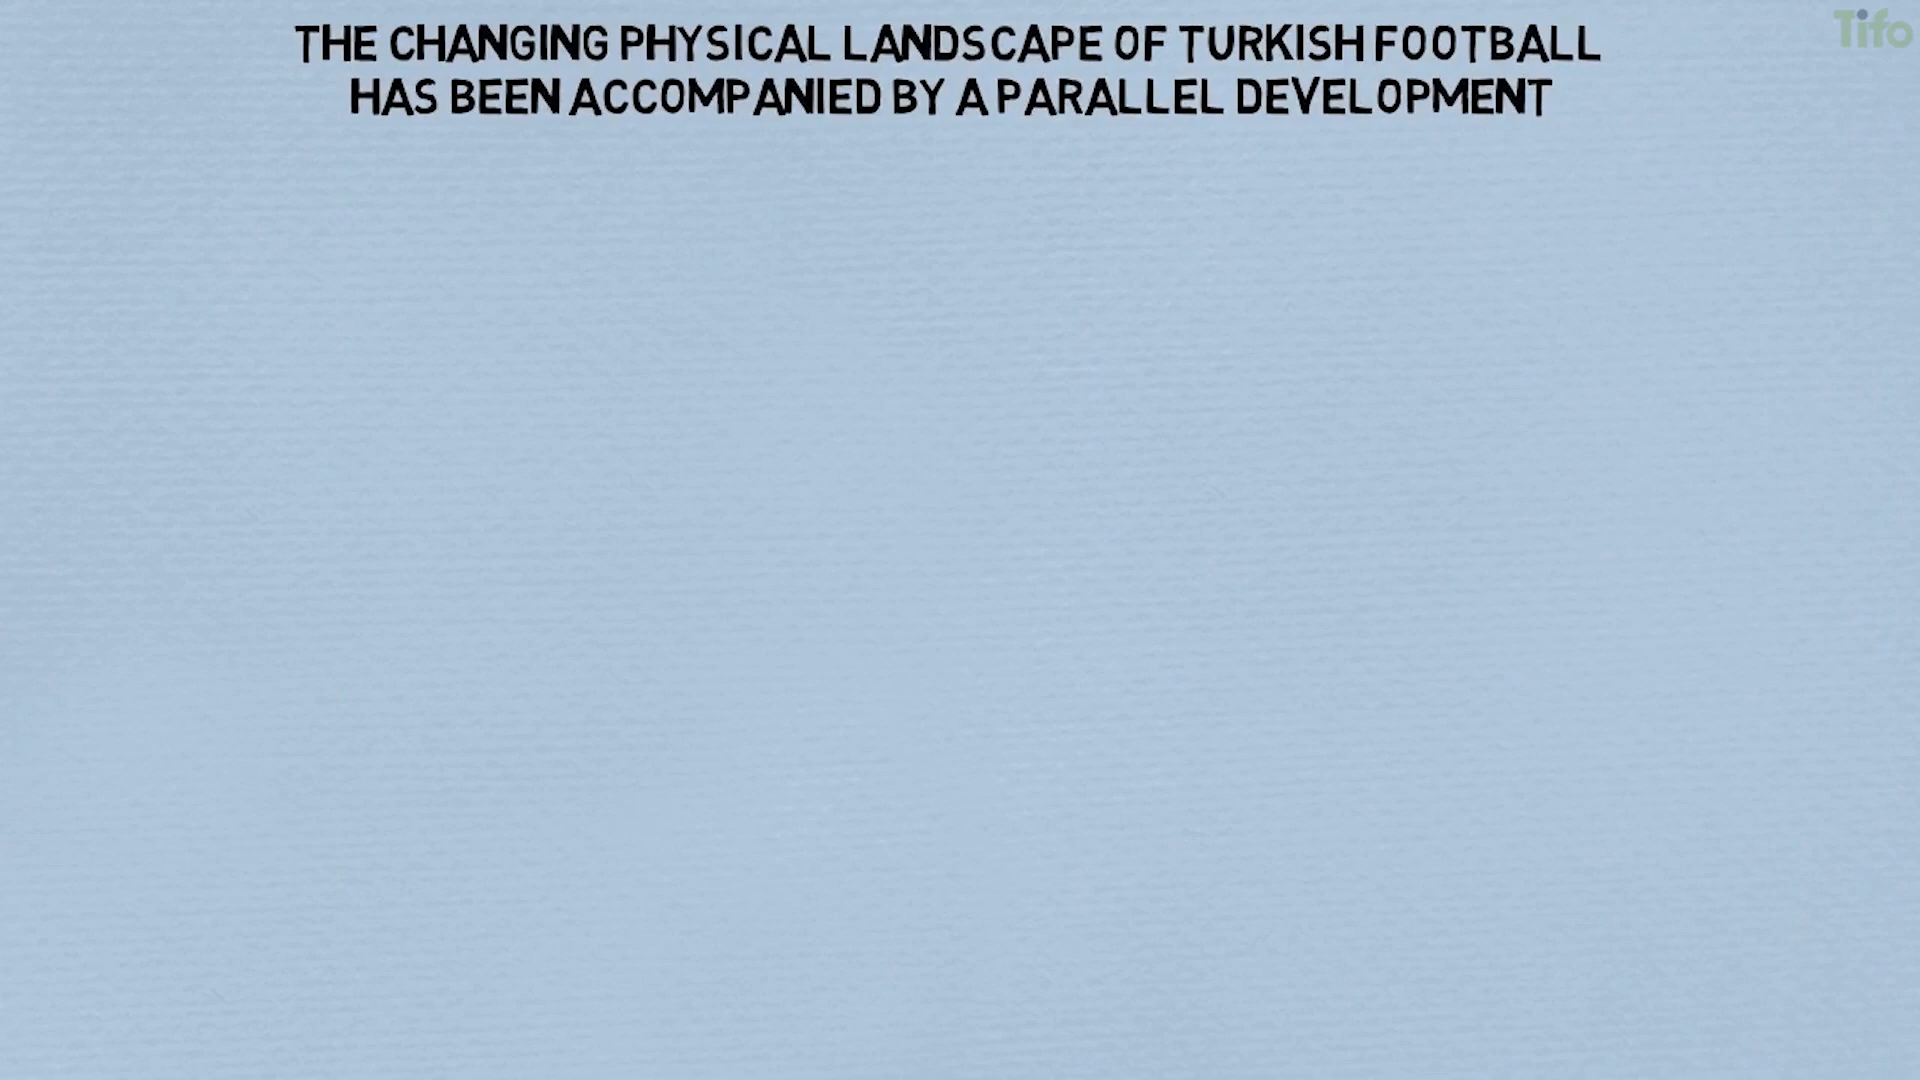 Tifo
THE CHANGING PHYSICAL LANDSCAPE OF TURKISH FOOTBALL
HAS BEEN ACCOMPANIED BY A PARALLEL DEVELOPMENT